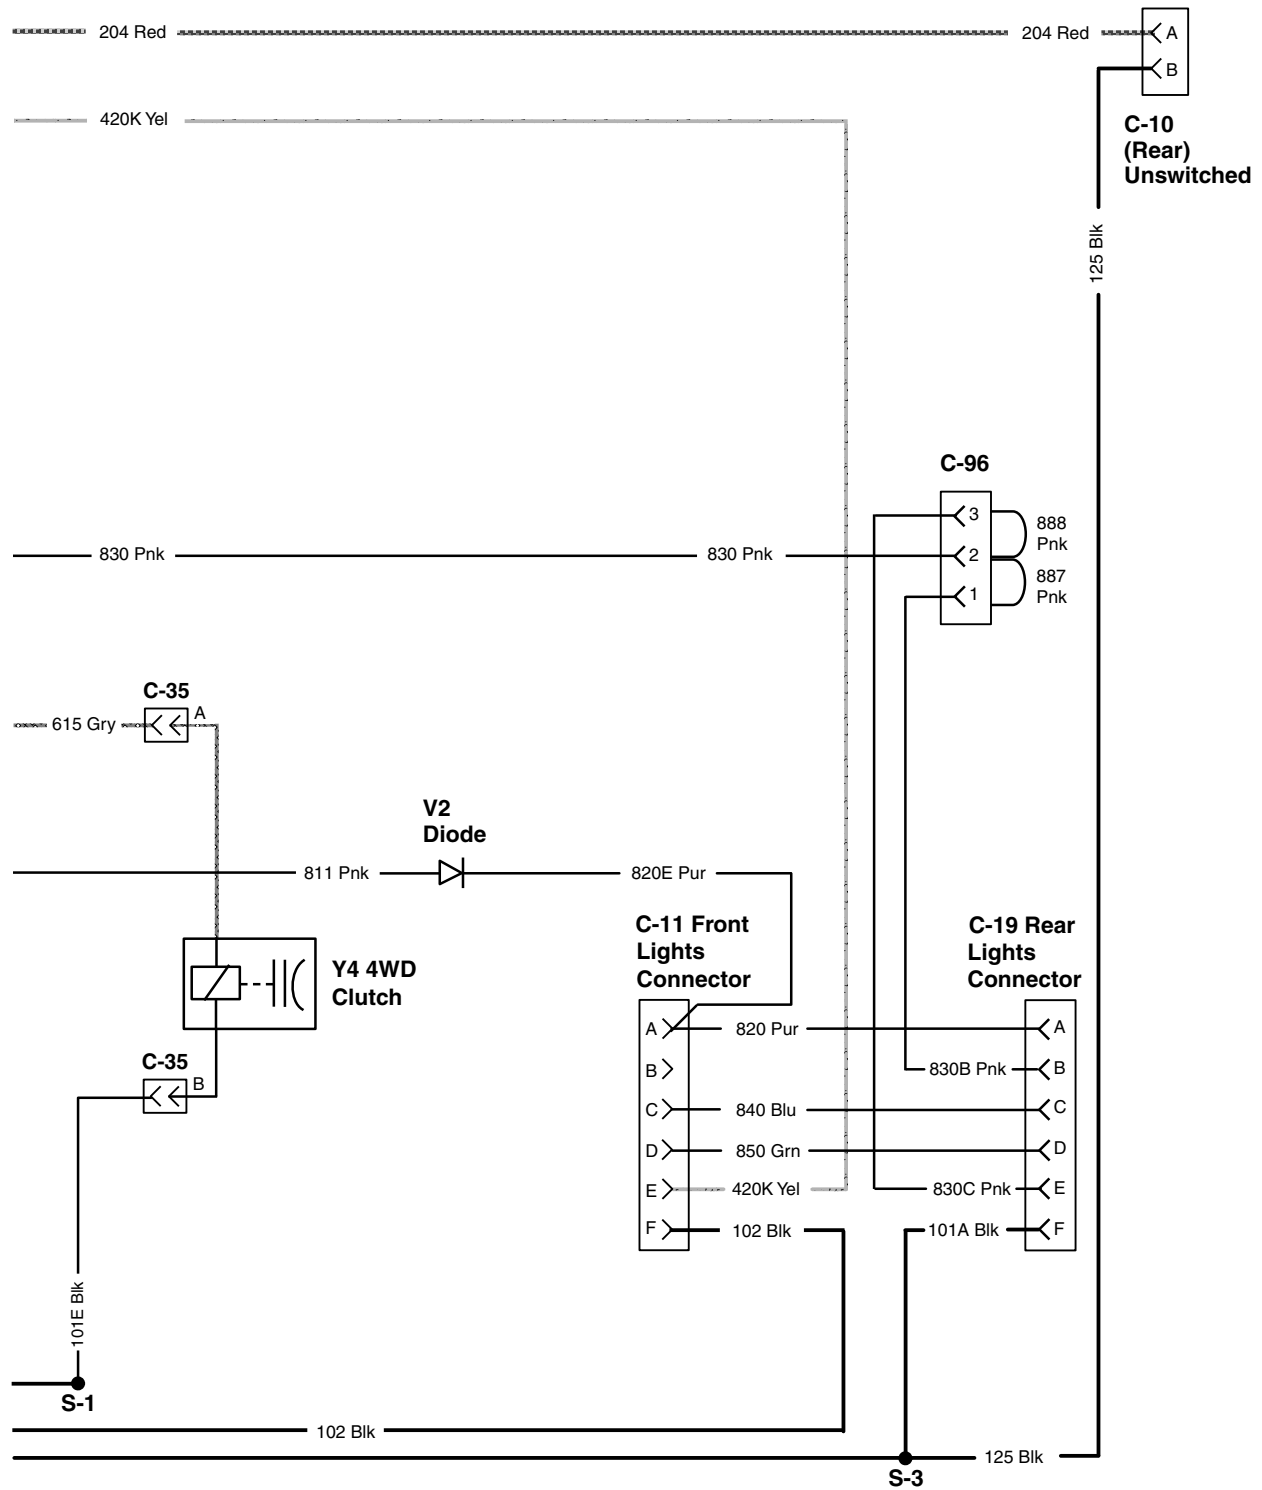 204 Red
204 Red
A
B
C-10
(Rear)
Unswitched
420K Yel
125 Blk
C-96
3
888
Pnk
830 Pnk
830 Pnk
2
887
Pnk
1
C-35
615 Gry
A
V2
Diode
811 Pnk
820E Pur
C-11 Front
Lights
Connector
C-19 Rear
Lights
Connector
Y4 4WD
Clutch
A
820 Pur
A
B
830B Pnk
B
C-35
B
C
840 Blu
C
D
850 Grn
D
E
420K Yel
830C Pnk
E
F
102 Blk
101A Blk
F
101E Blk
S-1
102 Blk
125 Blk
S-3